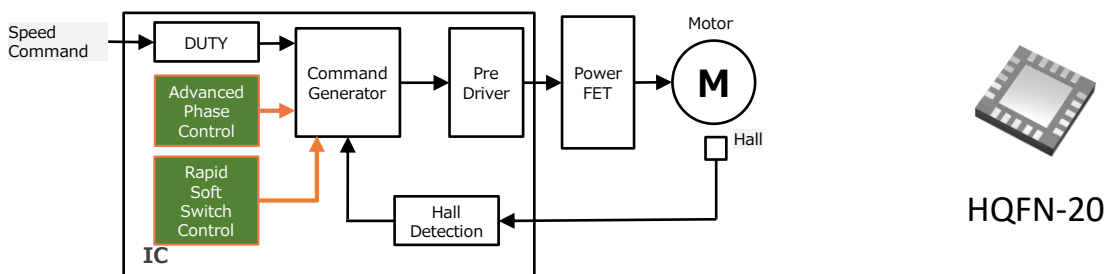 Speed
Command
DUTY
Advanced
Phase
Control
Rapid
Soft
Switch
Control
IC
Command
Generator
Pre
Driver
Hall
Detection
Power
FET
Motor
M
Hall
HQFN-20